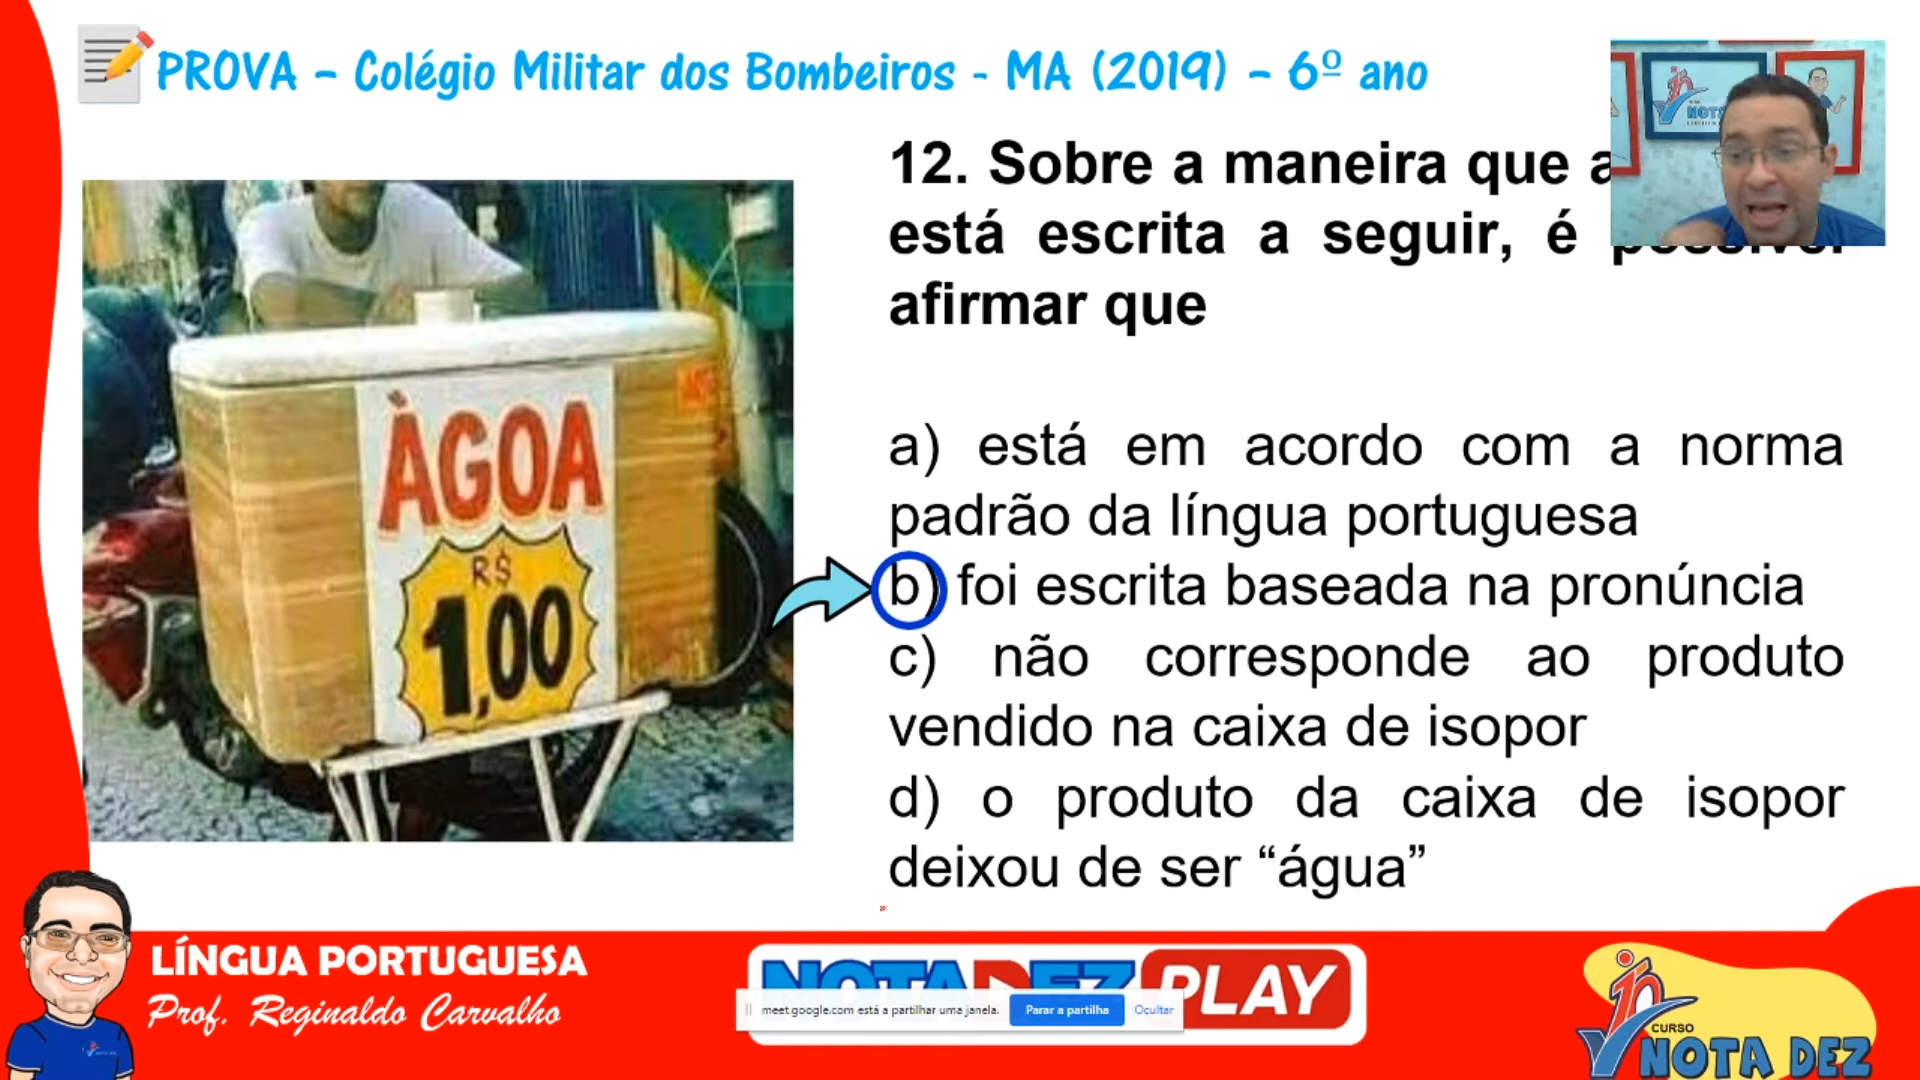 PROVA – Colégio Militar dos Bombeiros - MA (2019) – 6º ano
12. Sobre a maneira que a
está escrita a seguir, é possível
afirmar que
a) está em acordo com a norma
padrão da língua portuguesa
b) foi escrita baseada na pronúncia
c) não corresponde ao produto
vendido na caixa de isopor
d) o produto da caixa de isopor
deixou de ser “água”
ÀGOA
R$
1,00
LÍNGUA PORTUGUESA
Prof. Reginaldo Carvalho
NOTA DEZ PLAY
meet.google.com está a partilhar uma janela.
Parar a partilha
Ocultar
CURSO
NOTA DEZ